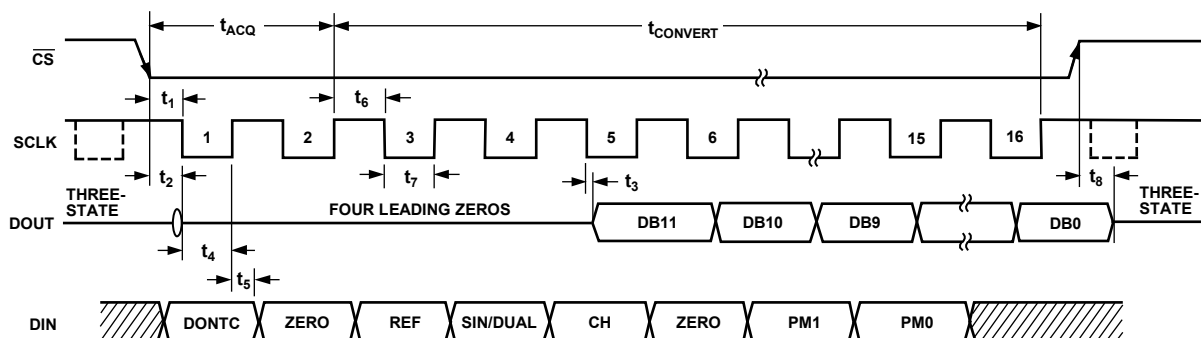 tACQ tCONVERT
CS
t1 t6
SCLK 1 2 3 4 5 6 15 16
t2 t7 t3 t8
THREE-STATE THREE-STATE
DOUT FOUR LEADING ZEROS DB11 DB10 DB9 DB0
t4
t5
DIN DONTC ZERO REF SIN/DUAL CH ZERO PM1 PM0